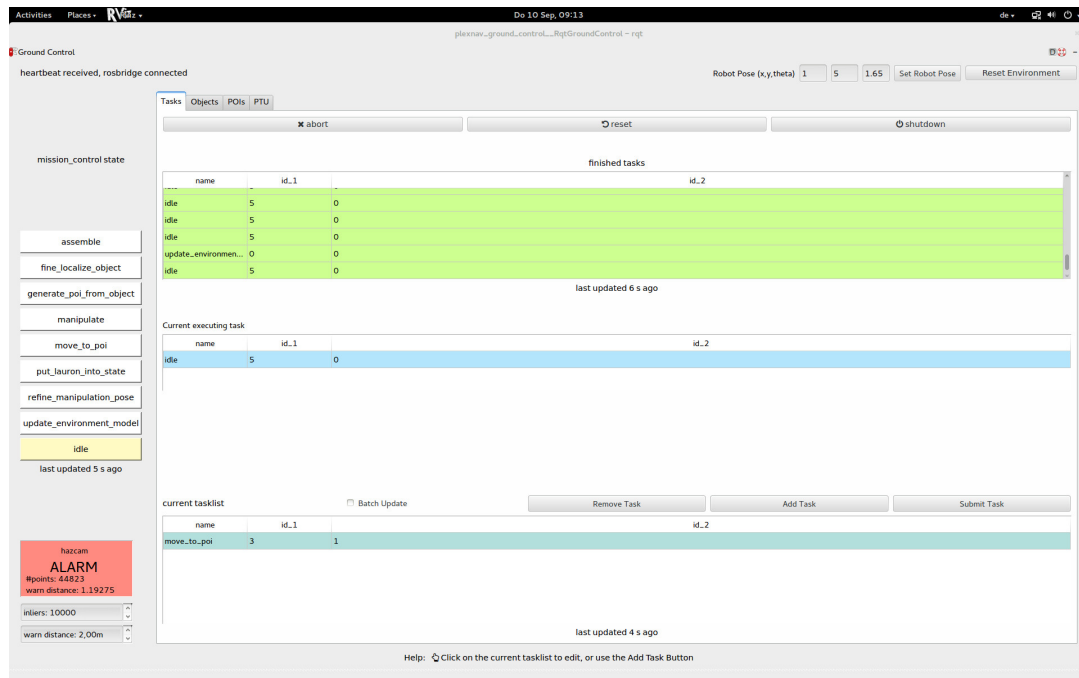 Activities Places RViz Do 10 Sep, 09:13 de
plexnav_ground_control__RqtGroundControl - rqt
Ground Control
heartbeat received, rosbridge connected Robot Pose (x,y,theta) 1 5 1.65 Set Robot Pose Reset Environment
Tasks Objects POIs PTU
abort reset shutdown
mission_control state
finished tasks
name id_1 id_2
idle 5 0
idle 5 0
idle 5 0
update_environmen... 0 0
idle 5 0
last updated 6 s ago
assemble
fine_localize_object
generate_poi_from_object
manipulate
move_to_poi
put_lauron_into_state
refine_manipulation_pose
update_environment_model
idle
last updated 5 s ago
Current executing task
name id_1 id_2
idle 5 0
current tasklist Batch Update Remove Task Add Task Submit Task
name id_1 id_2
move_to_poi 3 1
hazcam
ALARM
#points: 44823
warn distance: 1.19275
inliers: 10000
warn distance: 2,00m
last updated 4 s ago
Help: Click on the current tasklist to edit, or use the Add Task Button